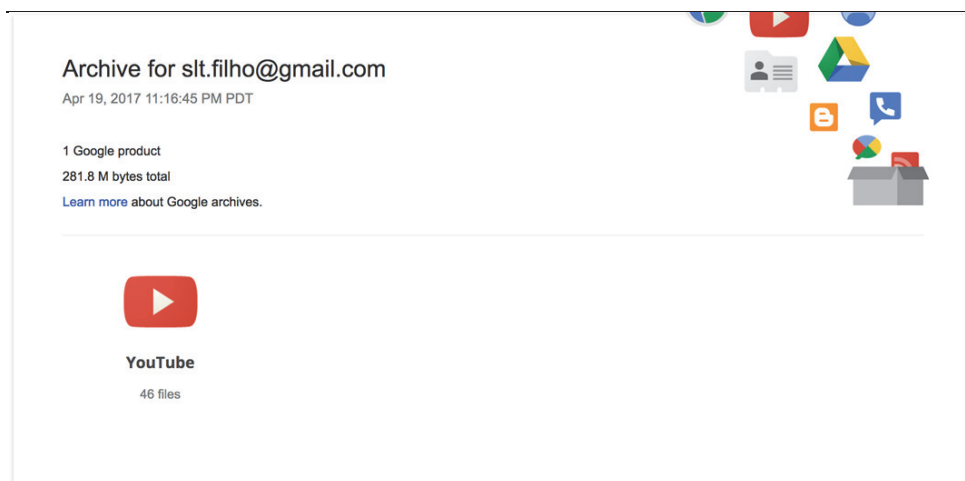 Archive for slt.filho@gmail.com
Apr 19, 2017 11:16:45 PM PDT
1 Google product
281.8 M bytes total
Learn more about Google archives.
YouTube
46 files